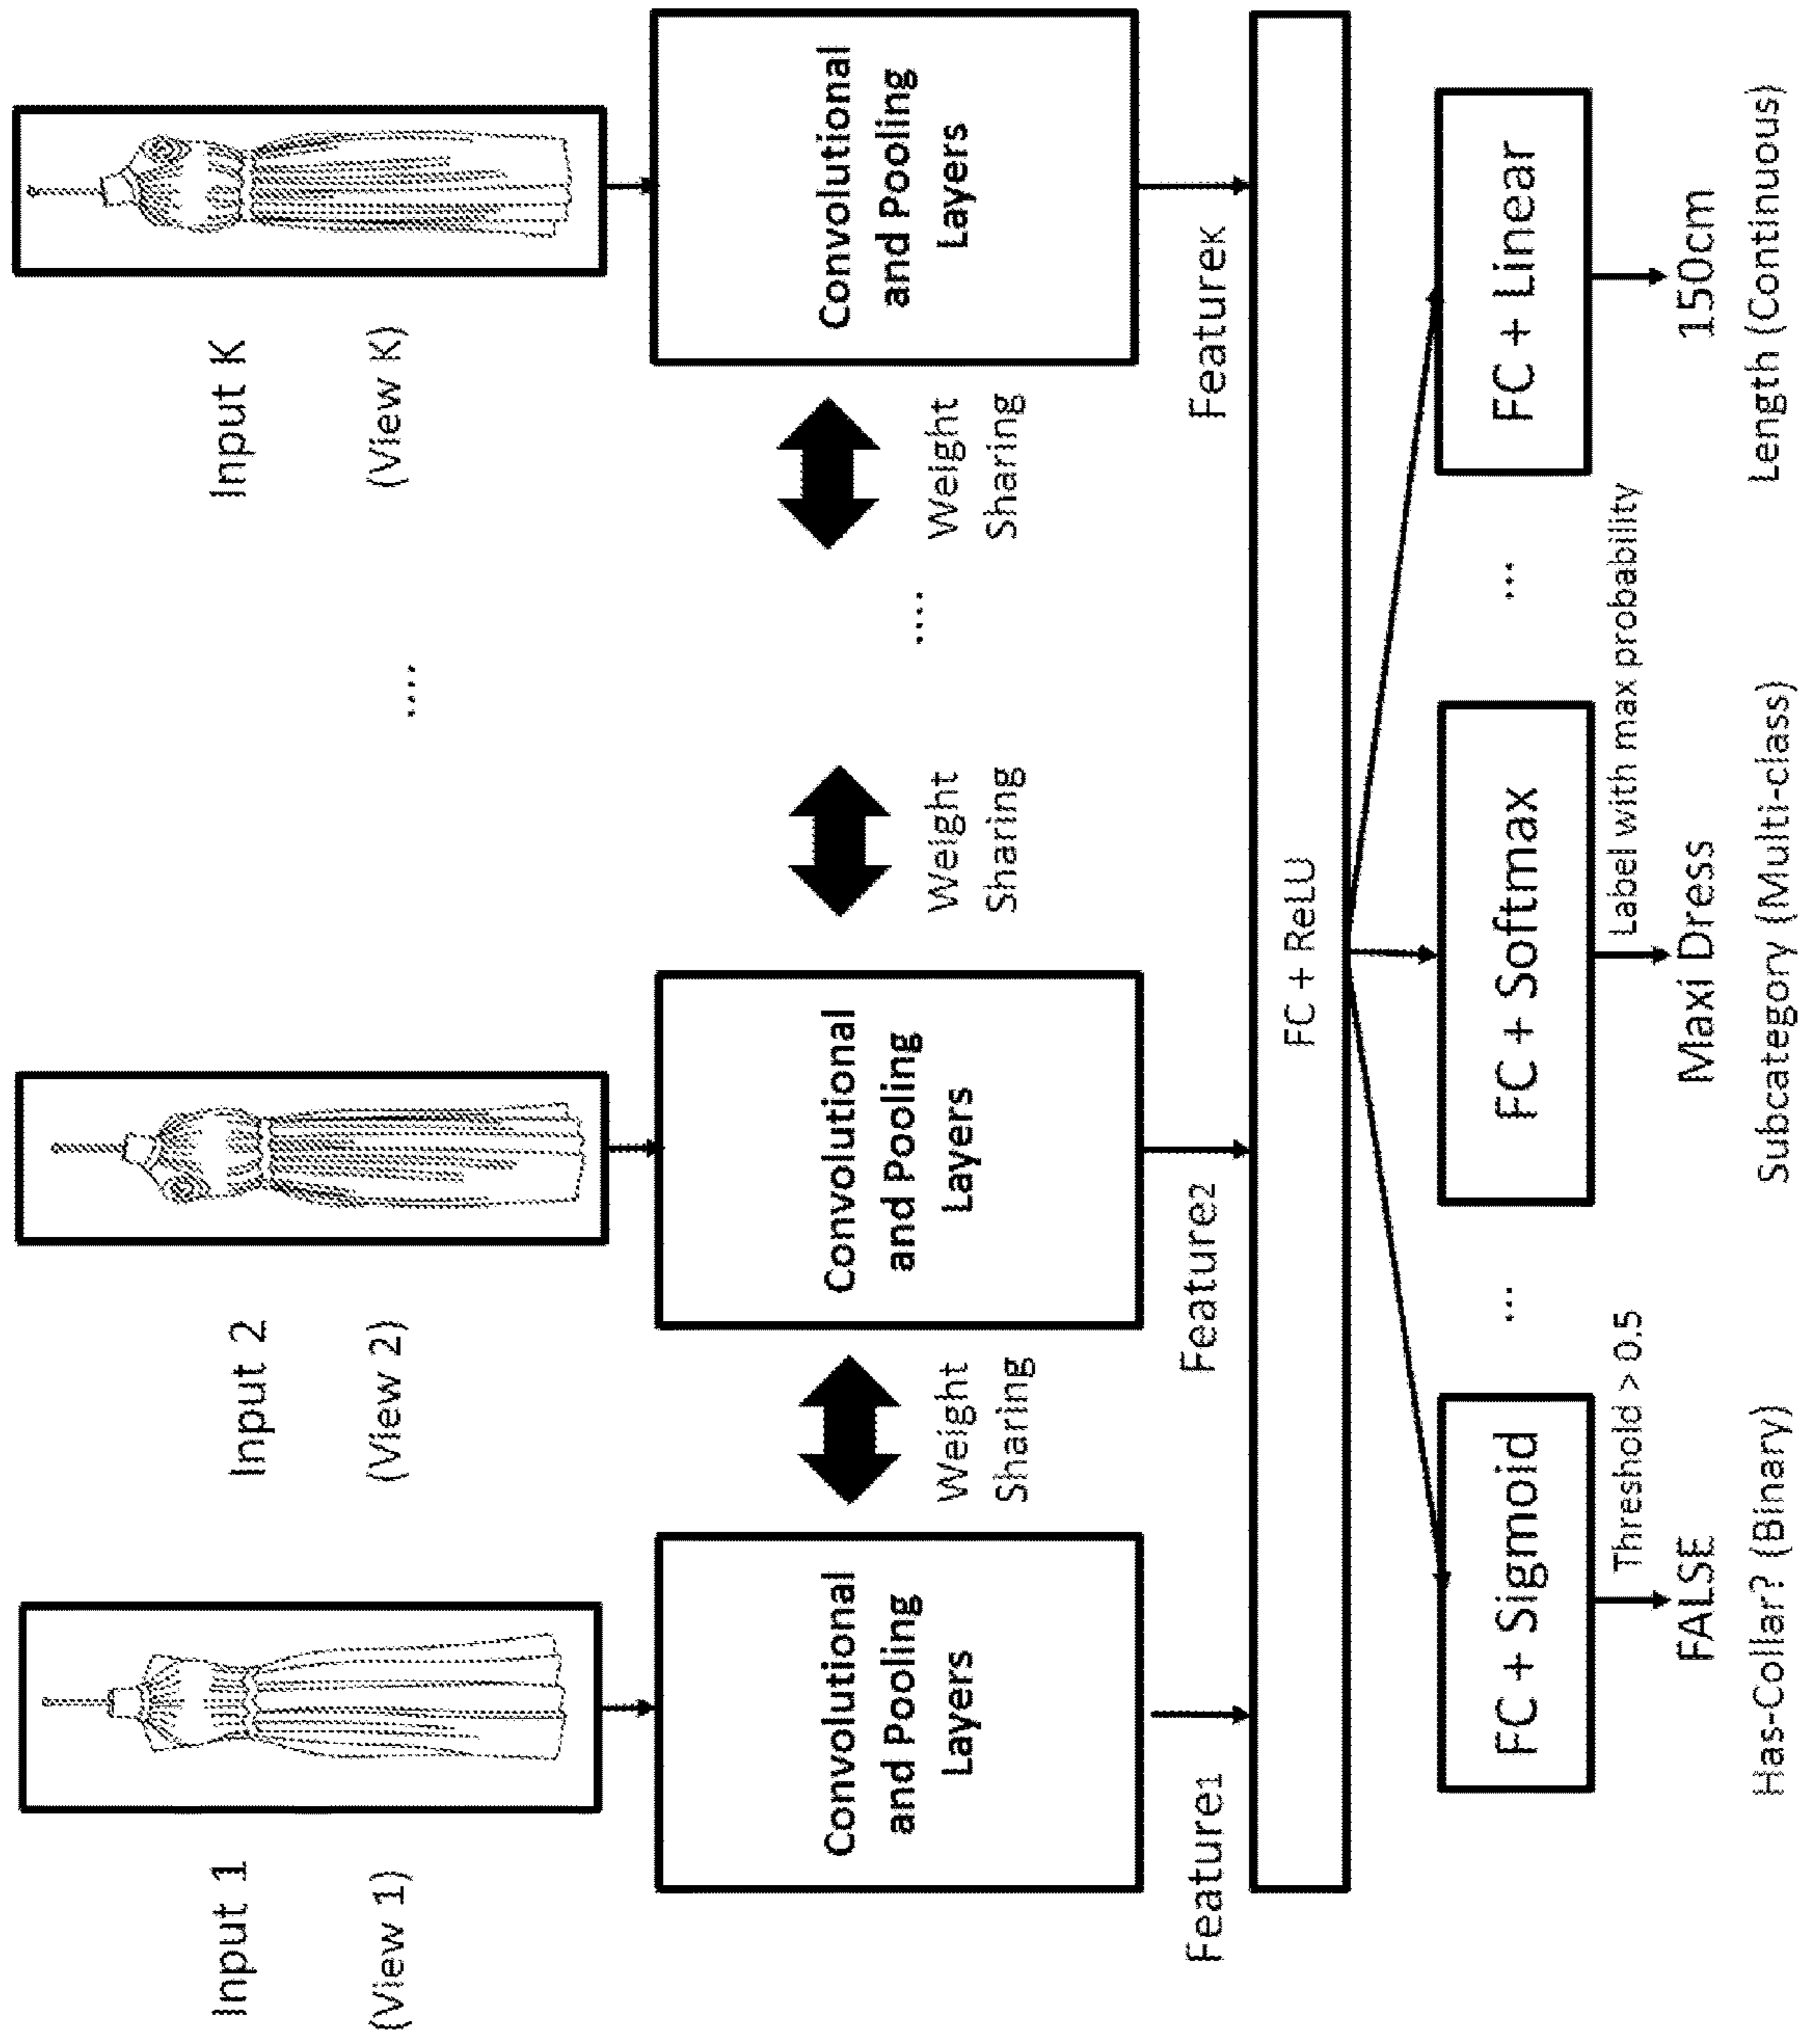 Input 1
(View 1)
Input 2
(View 2)
....
Input K
(View K)
Convolutional
and Pooling
Layers
Weight
Sharing
Convolutional
and Pooling
Layers
Weight
Sharing
....
Weight
Sharing
Convolutional
and Pooling
Layers
Feature1
Feature2
FeatureK
FC + ReLU
FC + Sigmoid
...
FC + Softmax
...
FC + Linear
Threshold > 0.5
Label with max probability
FALSE
Maxi Dress
150cm
Has-Collar? (Binary)
Subcategory (Multi-class)
Length (Continuous)